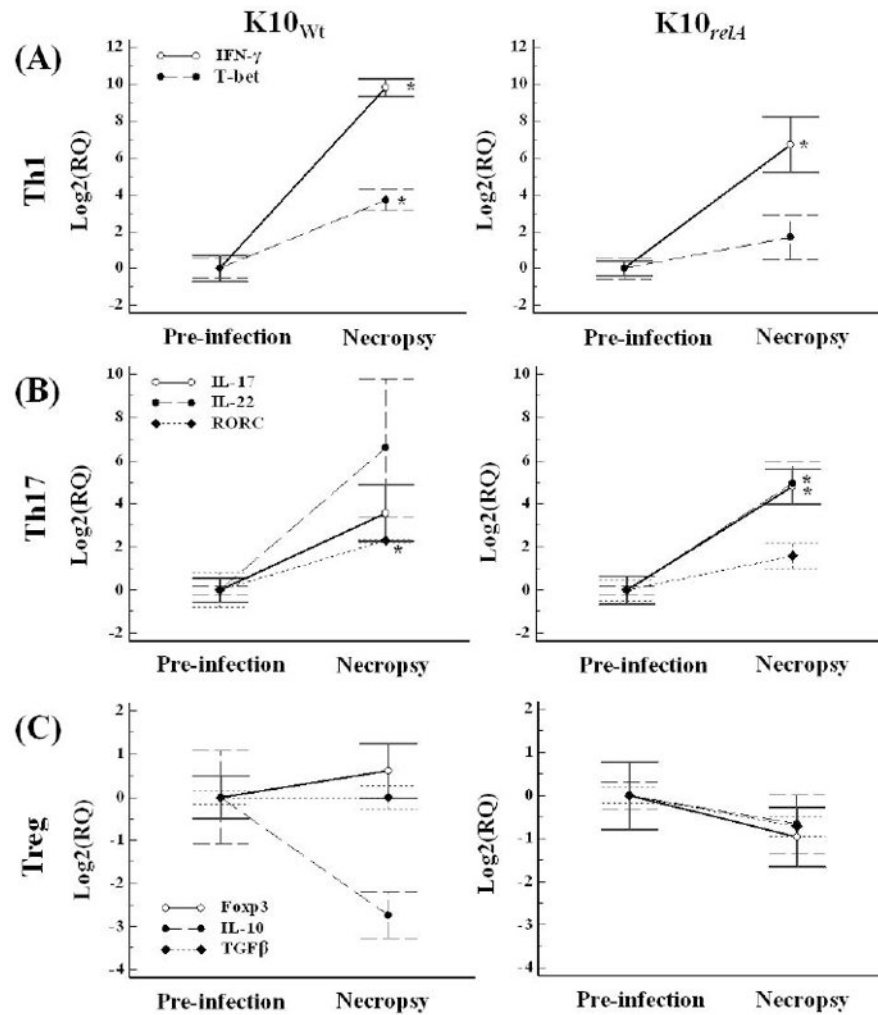 K10Wt
K10relA
(A)
Th1
Log2(RQ)
12
10
8
6
4
2
0
-2
IFN-γ
T-bet
*
*
Pre-infection
Necropsy
Log2(RQ)
12
10
8
6
4
2
0
-2
*
Pre-infection
Necropsy
(B)
Th17
Log2(RQ)
10
8
6
4
2
0
-2
IL-17
IL-22
RORC
*
Pre-infection
Necropsy
Log2(RQ)
10
8
6
4
2
0
-2
*
*
Pre-infection
Necropsy
(C)
Treg
Log2(RQ)
2
1
0
-1
-2
-3
-4
Foxp3
IL-10
TGFβ
Pre-infection
Necropsy
Log2(RQ)
2
1
0
-1
-2
-3
-4
Pre-infection
Necropsy